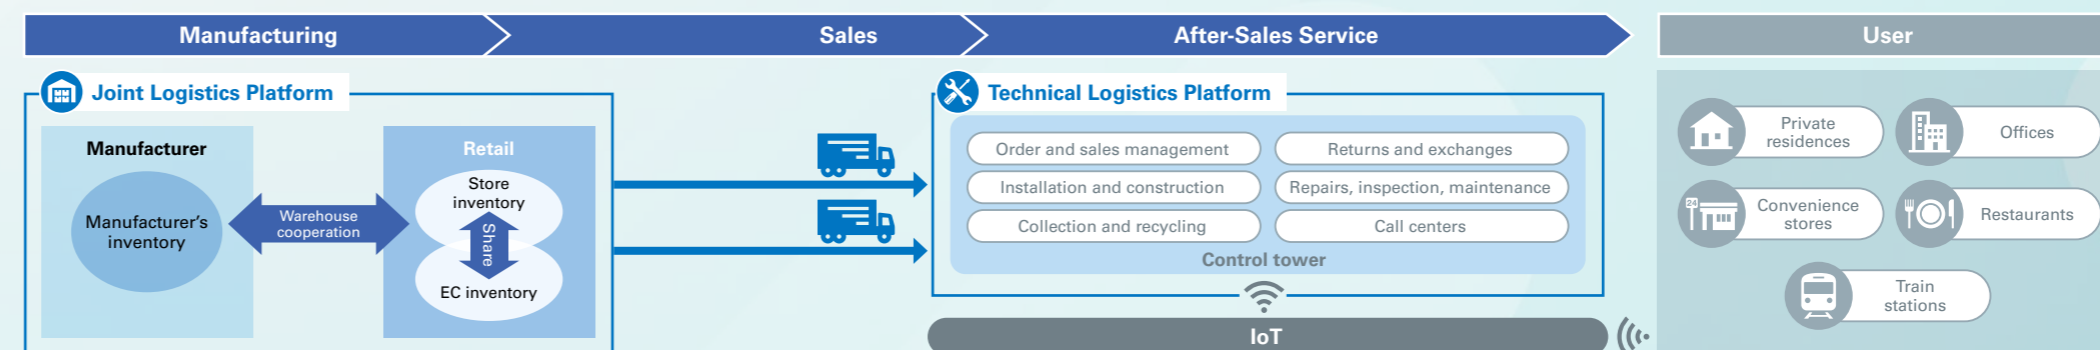 Manufacturing
Sales
After-Sales Service
User
Joint Logistics Platform
Manufacturer
Manufacturer's
inventory
Warehouse
cooperation
Retail
Store
inventory
Share
EC inventory
Technical Logistics Platform
Order and sales management
Returns and exchanges
Installation and construction
Repairs, inspection, maintenance
Collection and recycling
Call centers
Control tower
IoT
Private
residences
Offices
24
Convenience
stores
Restaurants
Train
stations